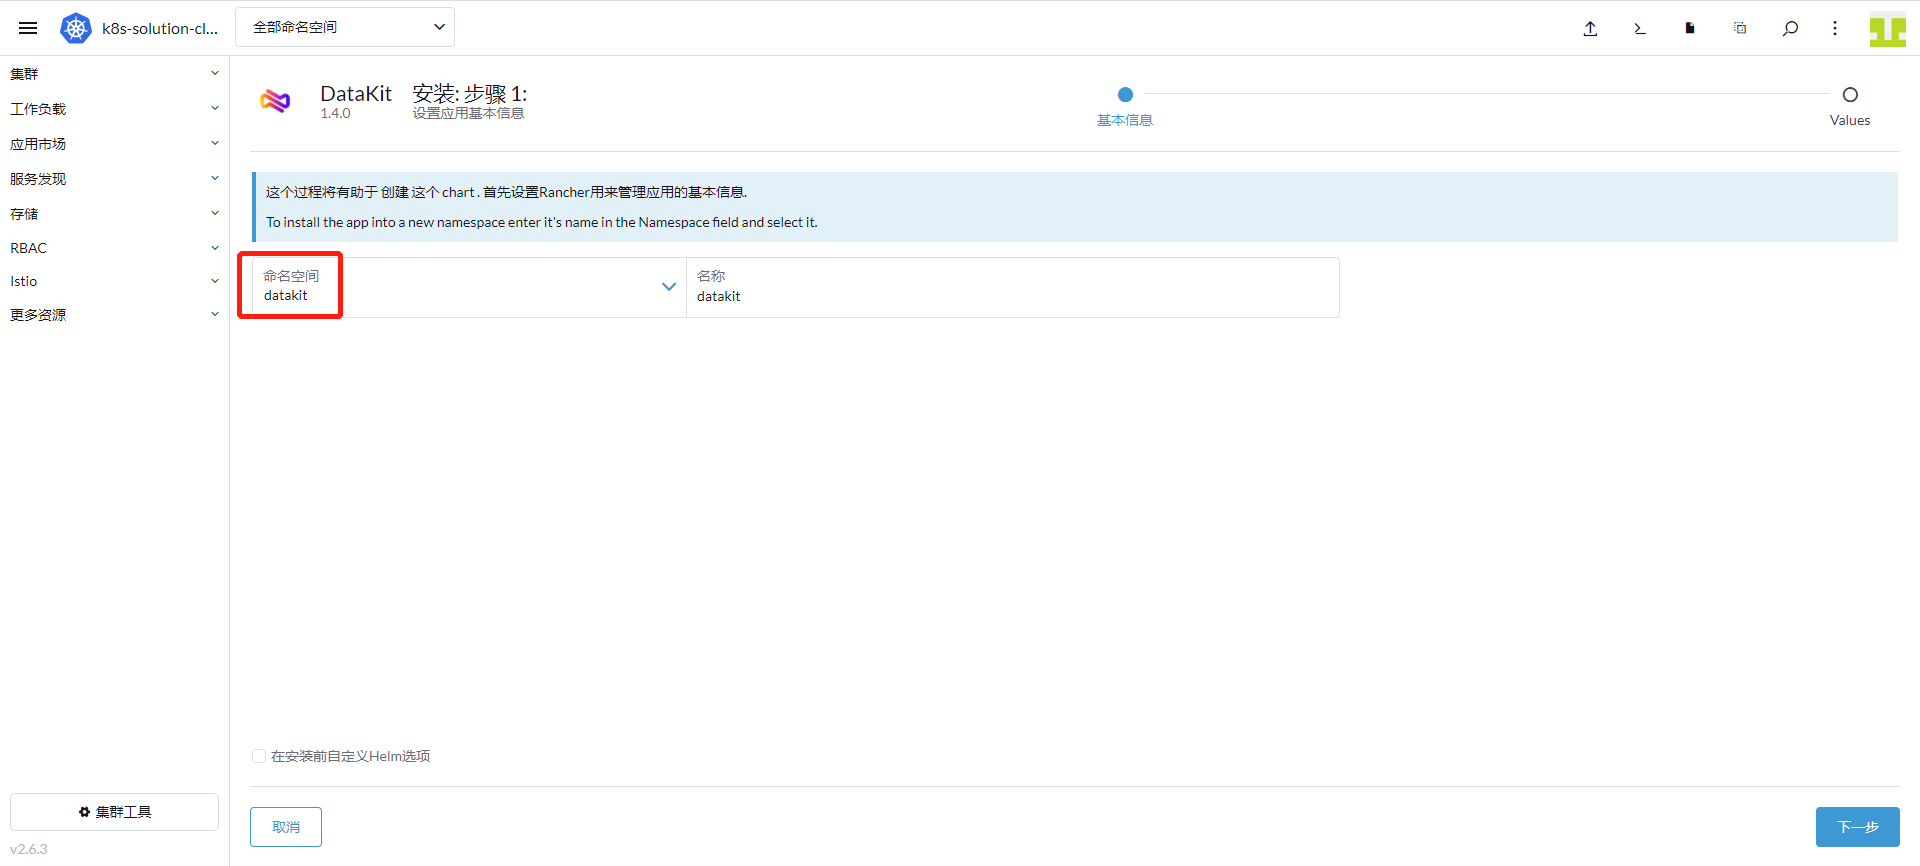 k8s-solution-cl...
全部命名空间
集群
工作负载
应用市场
服务发现
存储
RBAC
Istio
更多资源
集群工具
v2.6.3
DataKit
1.4.0
安装: 步骤 1:
设置应用基本信息
基本信息
Values
这个过程将有助于 创建 这个 chart . 首先设置Rancher用来管理应用的基本信息.
To install the app into a new namespace enter it's name in the Namespace field and select it.
命名空间
datakit
名称
datakit
在安装前自定义Helm选项
取消
下一步